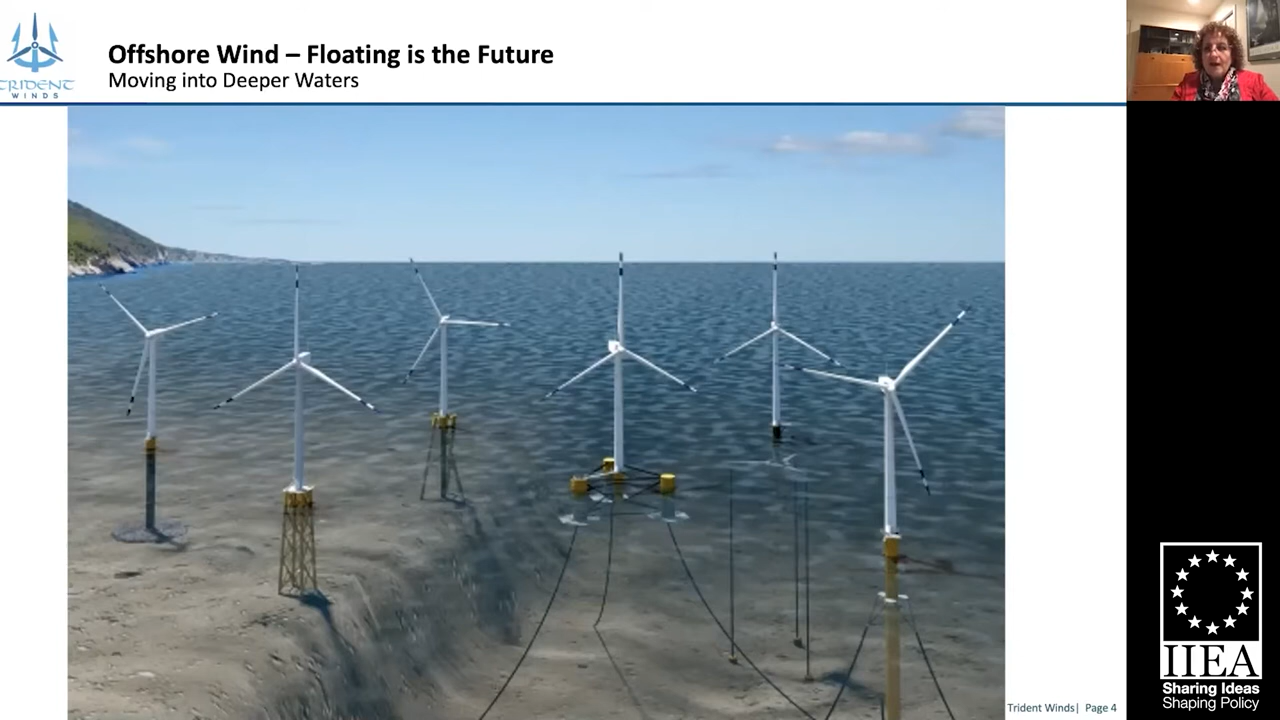 TRIDENT
WINDS
Offshore Wind – Floating is the Future
Moving into Deeper Waters
Trident Winds| Page 4
IIEA
Sharing Ideas
Shaping Policy